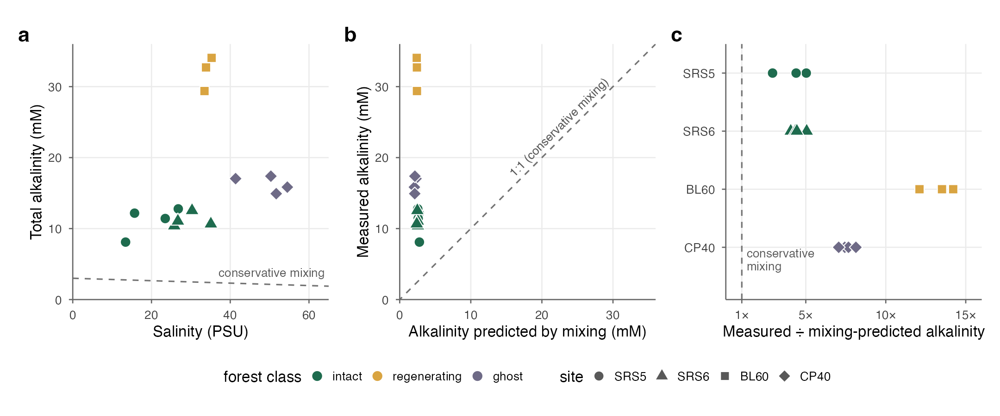 a
b
c
Total alkalinity (mM)
30
20
10
0
conservative mixing
0
20
40
60
Salinity (PSU)
Measured alkalinity (mM)
30
20
10
0
1:1 (conservative mixing)
0
10
20
30
Alkalinity predicted by mixing (mM)
SRS5
SRS6
BL60
CP40
conservative
mixing
1×
5×
10×
15×
Measured ÷ mixing-predicted alkalinity
forest class intact regenerating ghost site SRS5 SRS6 BL60 CP40